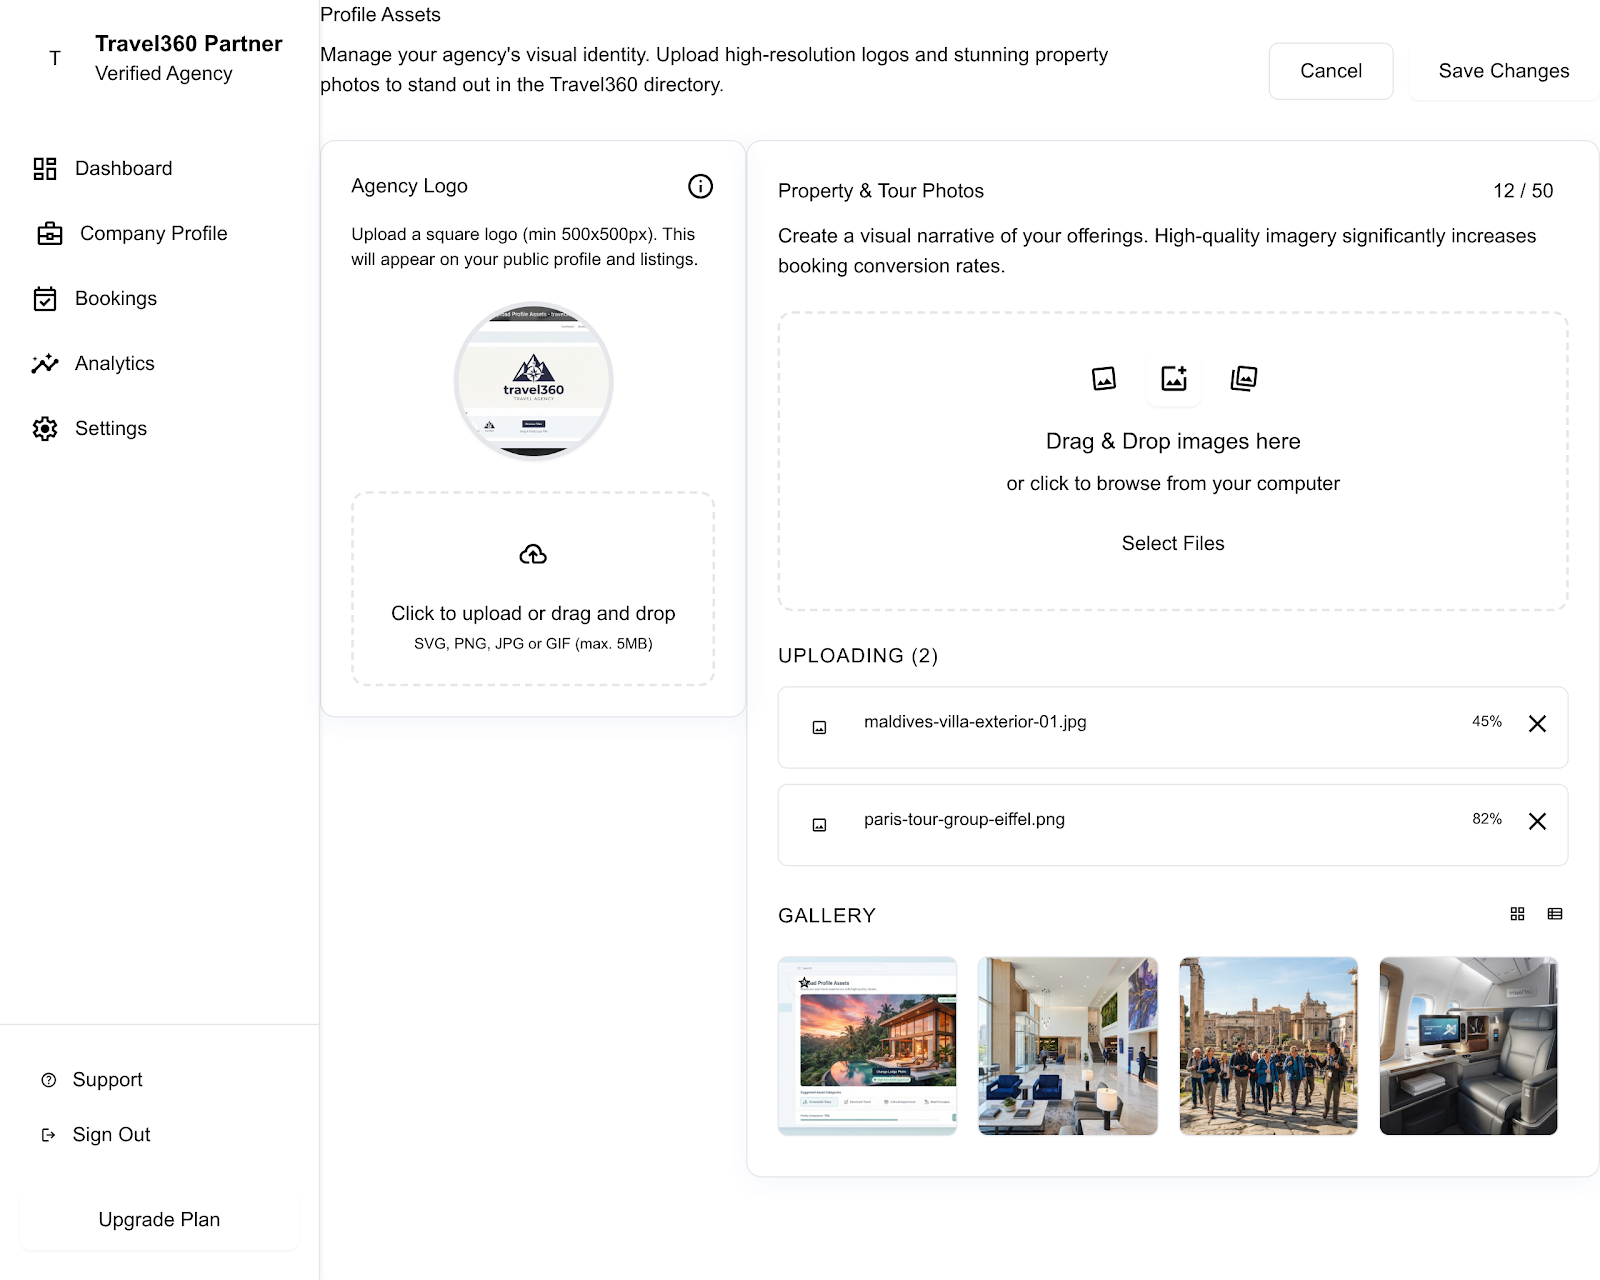 T
Travel360 Partner
Verified Agency
Dashboard
Company Profile
Bookings
Analytics
Settings
Support
Sign Out
Upgrade Plan
Profile Assets
Manage your agency's visual identity. Upload high-resolution logos and stunning property
photos to stand out in the Travel360 directory.
Cancel
Save Changes
Agency Logo
Upload a square logo (min 500x500px). This
will appear on your public profile and listings.
travel360
TRAVEL AGENCY
Click to upload or drag and drop
SVG, PNG, JPG or GIF (max. 5MB)
Property & Tour Photos
12 / 50
Create a visual narrative of your offerings. High-quality imagery significantly increases
booking conversion rates.
Drag & Drop images here
or click to browse from your computer
Select Files
UPLOADING (2)
maldives-villa-exterior-01.jpg
45%
paris-tour-group-eiffel.png
82%
GALLERY
Profile Assets